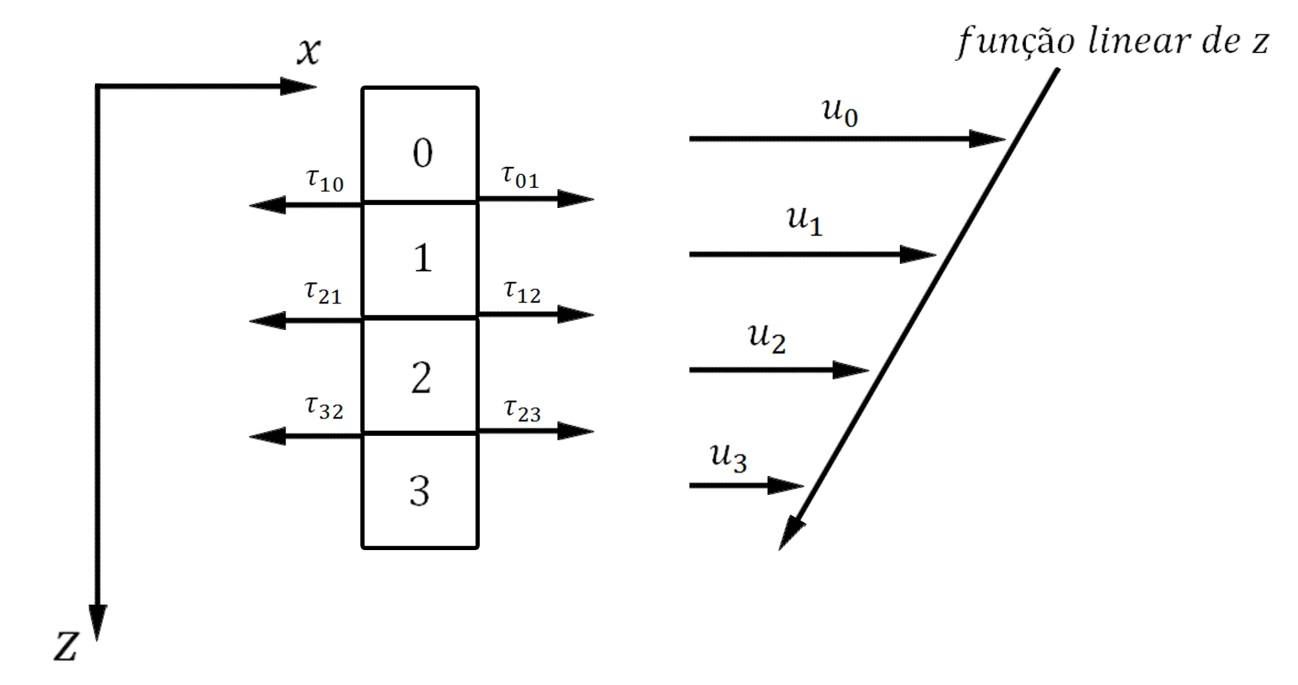 função linear de z
x
u₀
0
τ₁₀
τ₀₁
u₁
1
τ₂₁
τ₁₂
u₂
2
τ₃₂
τ₂₃
u₃
3
z